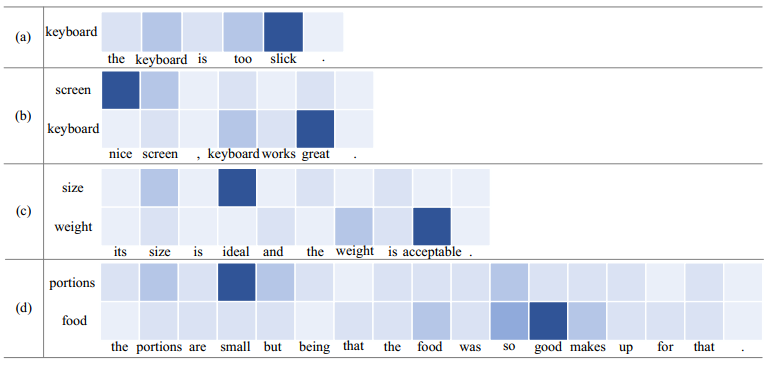 (a) keyboard
the keyboard is too slick .
(b) screen
keyboard
nice screen , keyboard works great .
(c) size
weight
its size is ideal and the weight is acceptable .
(d) portions
food
the portions are small but being that the food was so good makes up for that .